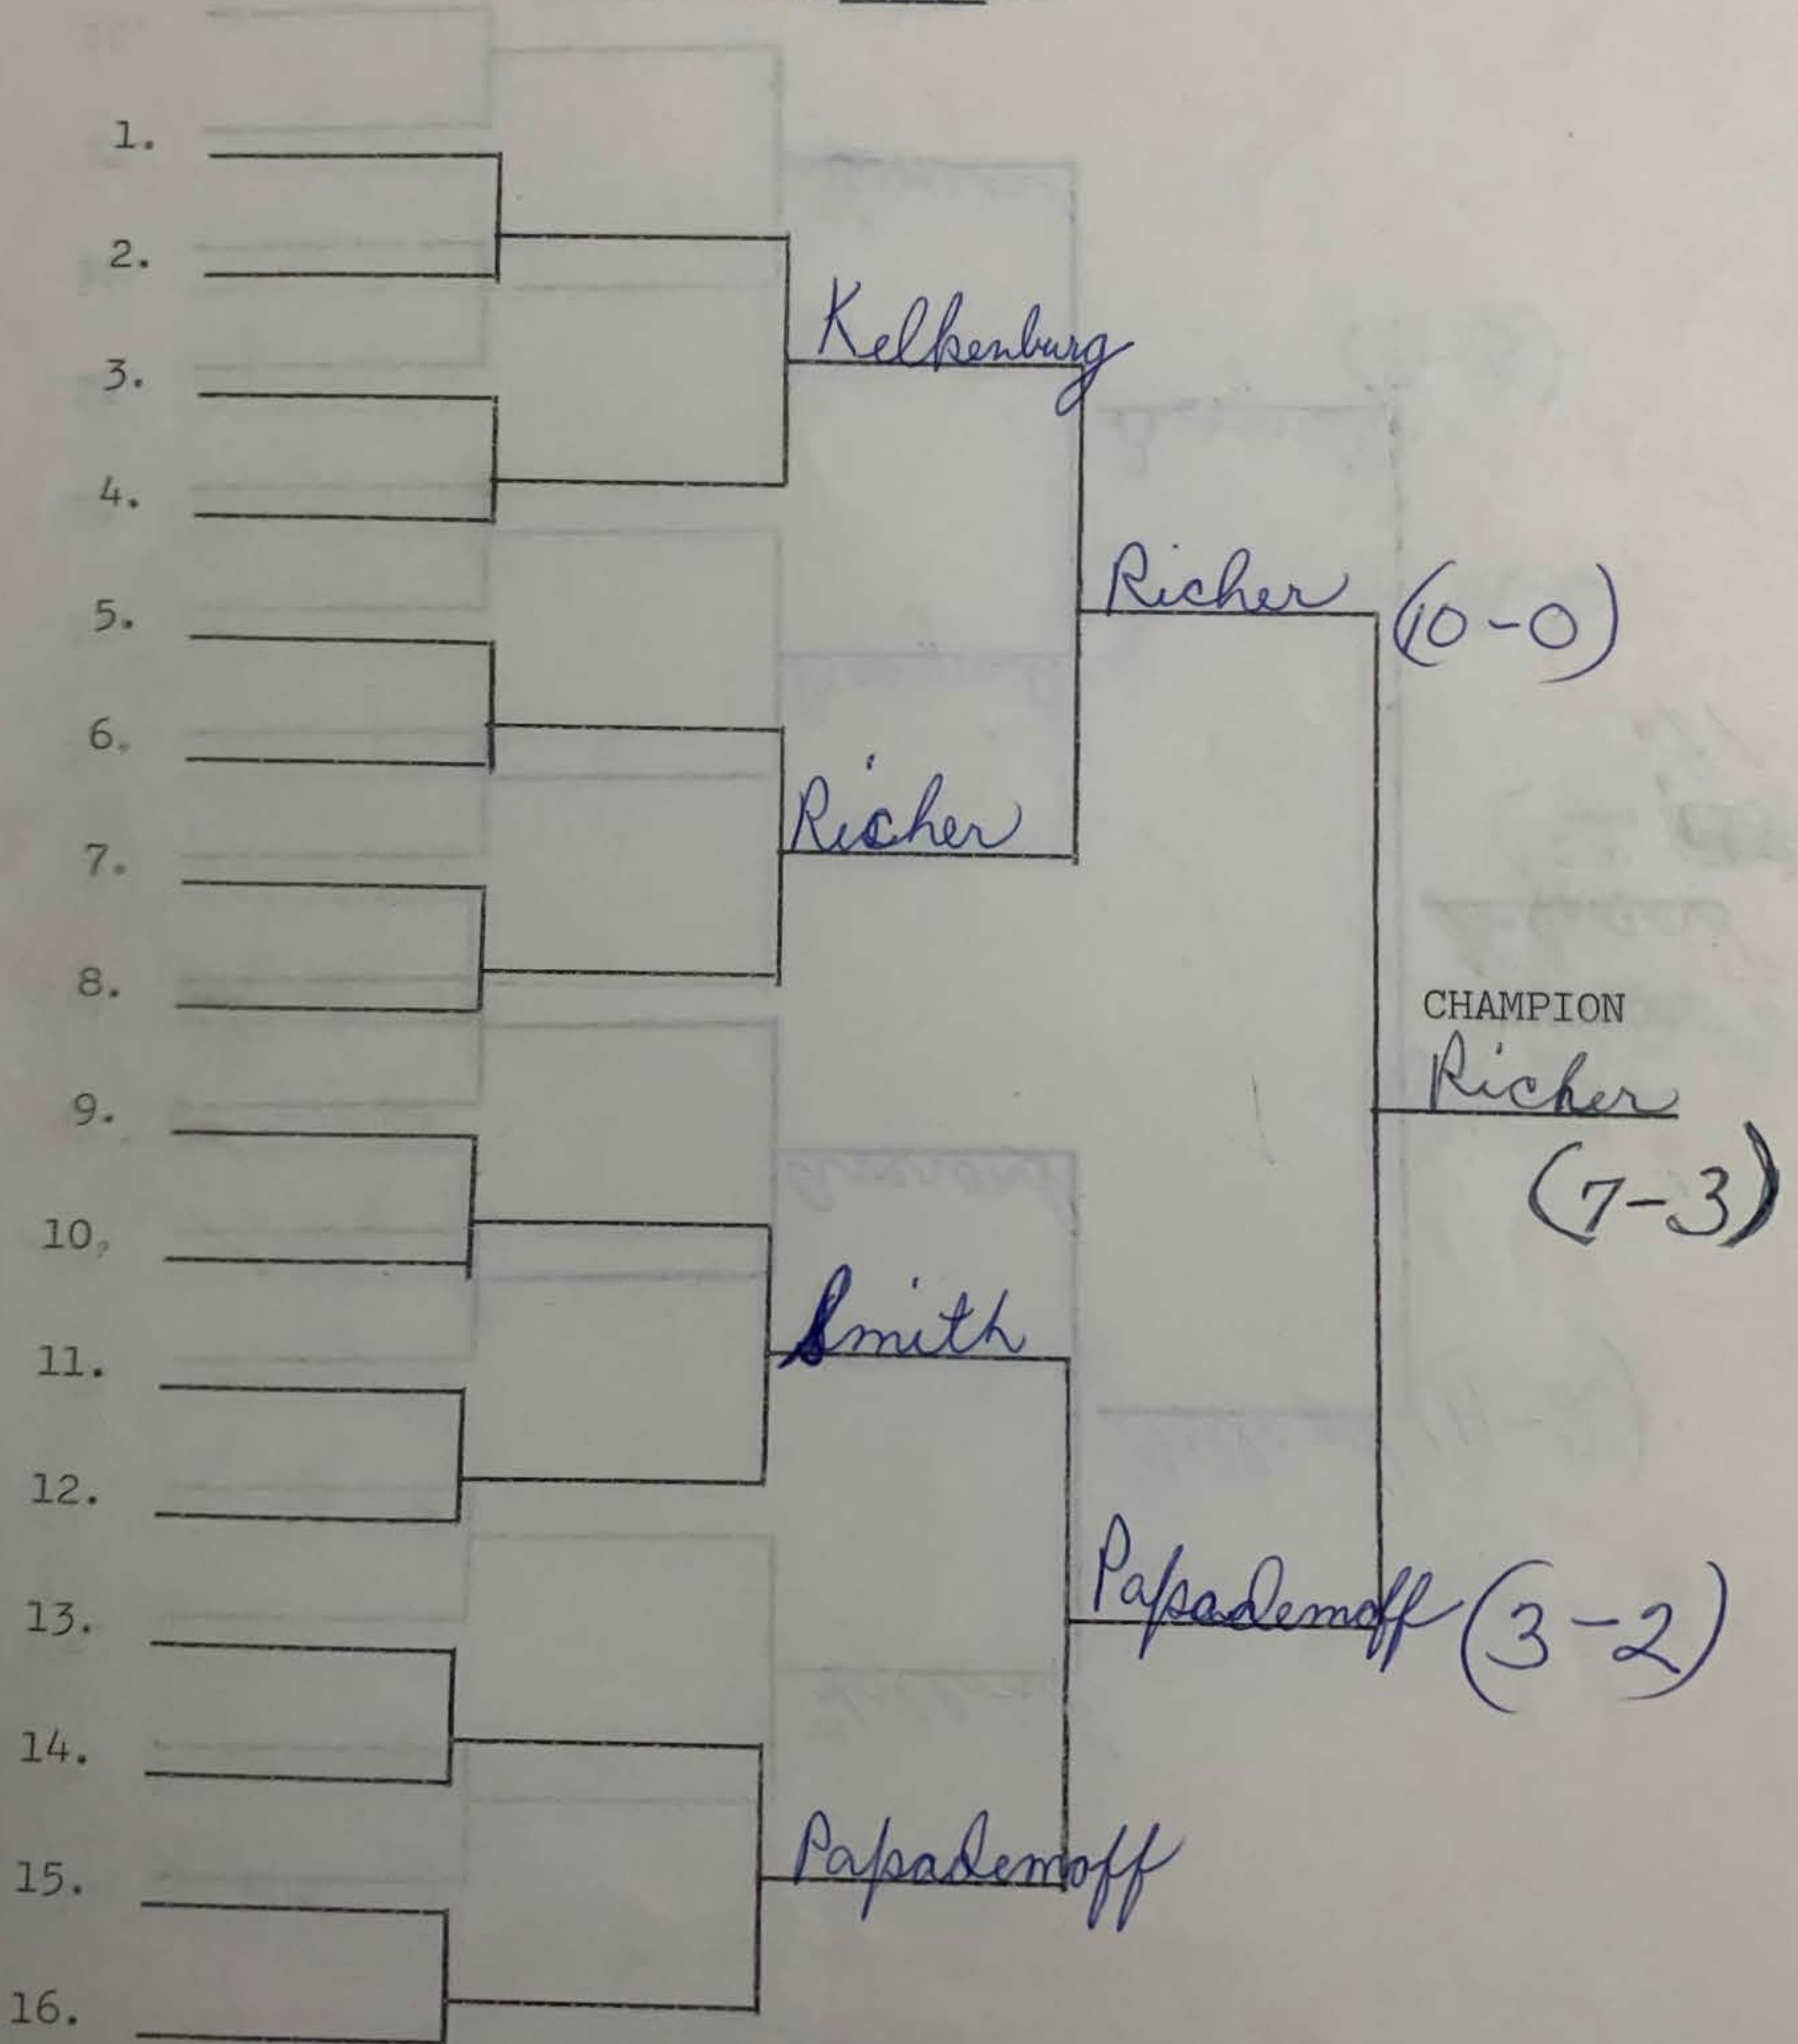 1.
2.
Kelkenburg
3.
4.
Richer (10-0)
5.
6.
Richer
7.
8.
CHAMPION
Richer
9.
(7-3)
10.
Smith
11.
12.
Papademoff (3-2)
13.
14.
Papademoff
15.
16.